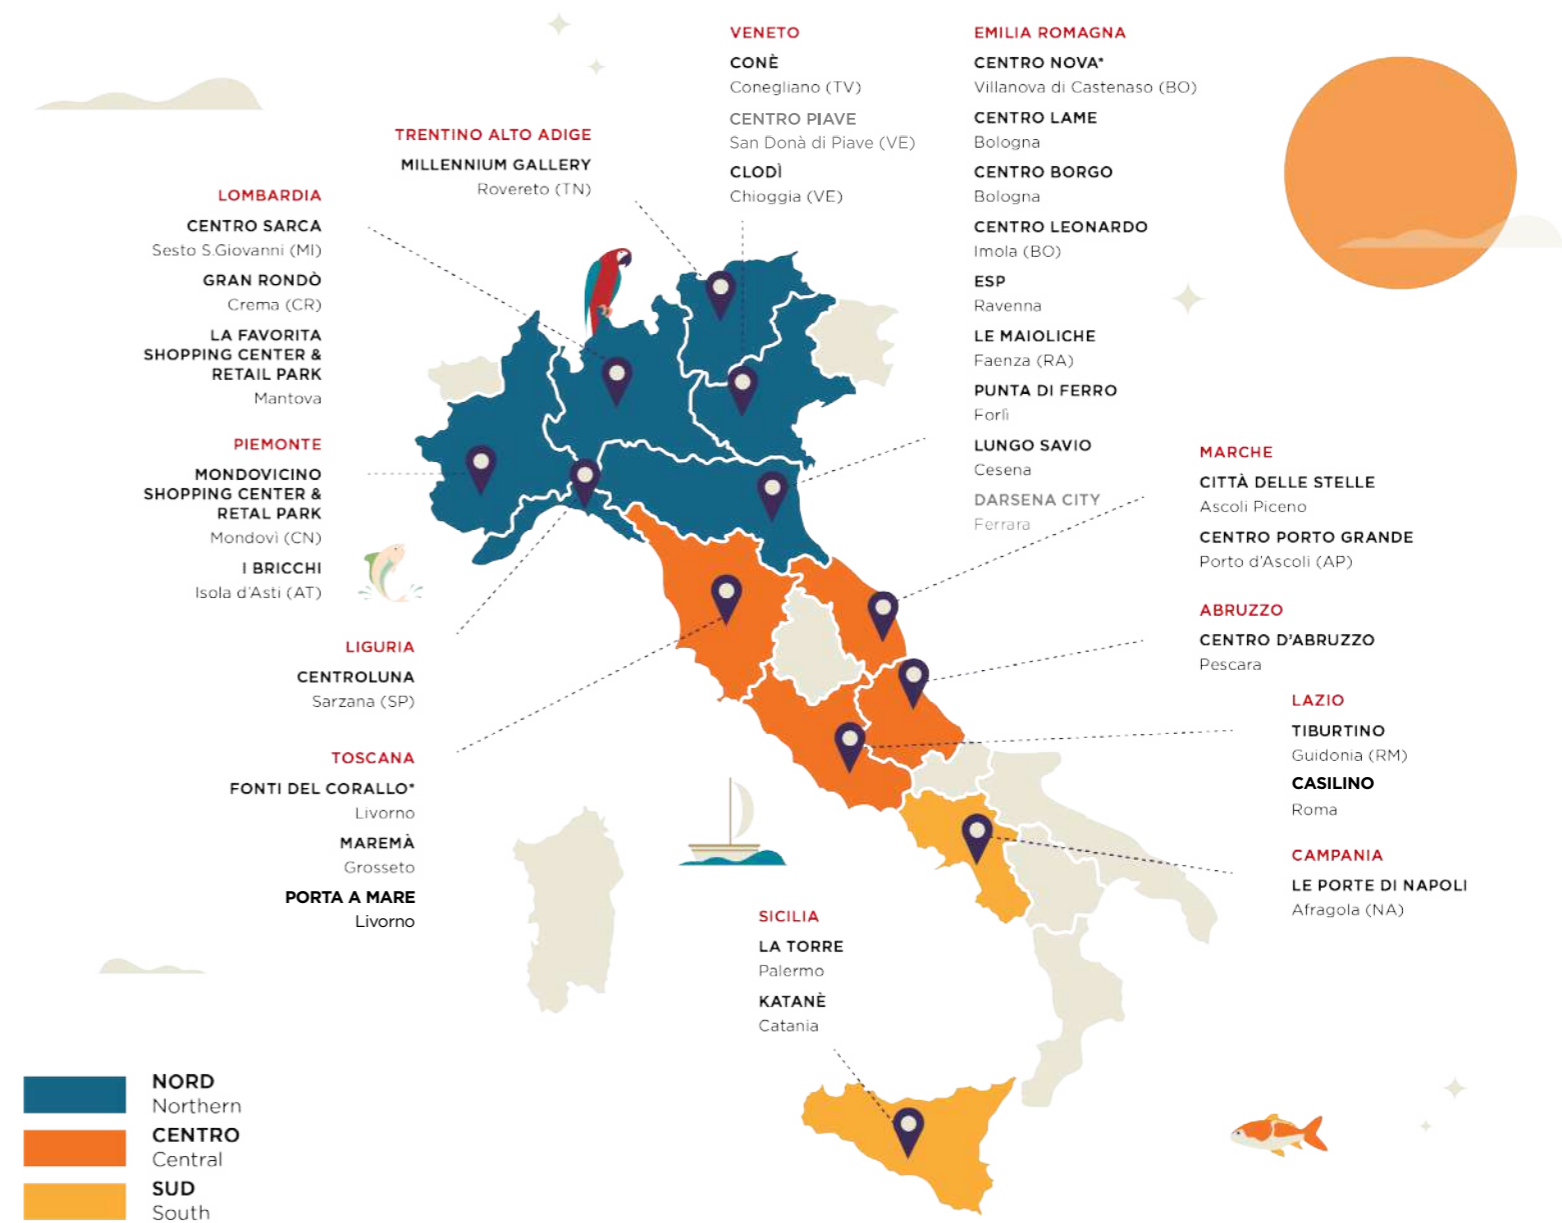 VENETO
CONÈ
Conegliano (TV)
CENTRO PIAVE
San Donà di Piave (VE)
CLODÌ
Chioggia (VE)
EMILIA ROMAGNA
CENTRO NOVA*
Villanova di Castenaso (BO)
CENTRO LAME
Bologna
CENTRO BORGO
Bologna
CENTRO LEONARDO
Imola (BO)
ESP
Ravenna
LE MAIOLICHE
Faenza (RA)
PUNTA DI FERRO
Forlì
LUNGO SAVIO
Cesena
DARSENA CITY
Ferrara
TRENTINO ALTO ADIGE
MILLENNIUM GALLERY
Rovereto (TN)
LOMBARDIA
CENTRO SARCA
Sesto S.Giovanni (MI)
GRAN RONDÒ
Crema (CR)
LA FAVORITA
SHOPPING CENTER &
RETAIL PARK
Mantova
PIEMONTE
MONDOVICINO
SHOPPING CENTER &
RETAL PARK
Mondovì (CN)
I BRICCHI
Isola d'Asti (AT)
LIGURIA
CENTROLUNA
Sarzana (SP)
TOSCANA
FONTI DEL CORALLO*
Livorno
MAREMÀ
Grosseto
PORTA A MARE
Livorno
MARCHE
CITTÀ DELLE STELLE
Ascoli Piceno
CENTRO PORTO GRANDE
Porto d'Ascoli (AP)
ABRUZZO
CENTRO D'ABRUZZO
Pescara
LAZIO
TIBURTINO
Guidonia (RM)
CASILINO
Roma
CAMPANIA
LE PORTE DI NAPOLI
Afragola (NA)
SICILIA
LA TORRE
Palermo
KATANÈ
Catania
NORD
Northern
CENTRO
Central
SUD
South